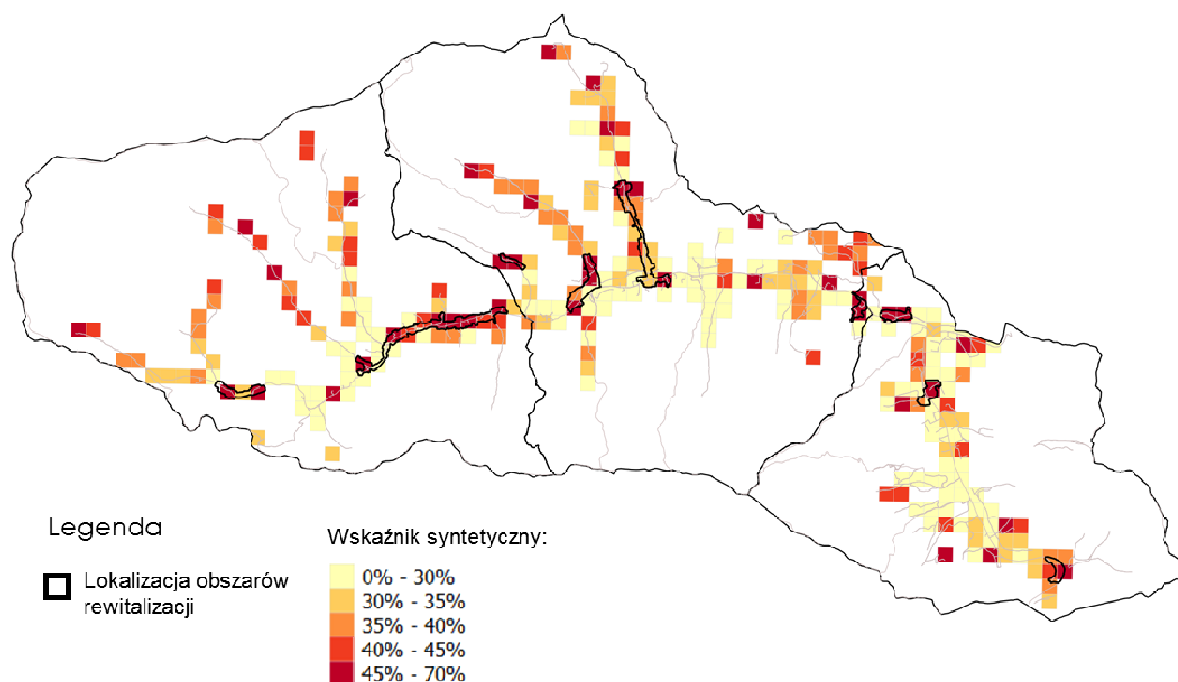 Legenda
Lokalizacja obszarów
rewitalizacji
Wskaźnik syntetyczny:
0% - 30%
30% - 35%
35% - 40%
40% - 45%
45% - 70%